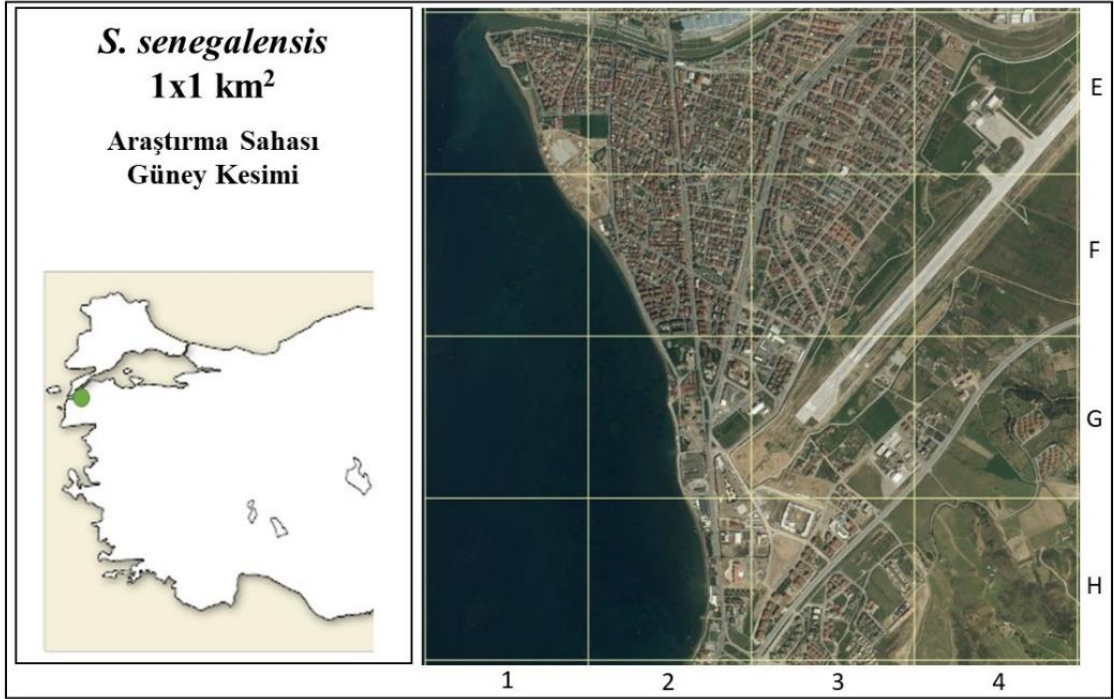 S. senegalensis
1x1 km²
Araştırma Sahası
Güney Kesimi
E
F
G
H
1 2 3 4